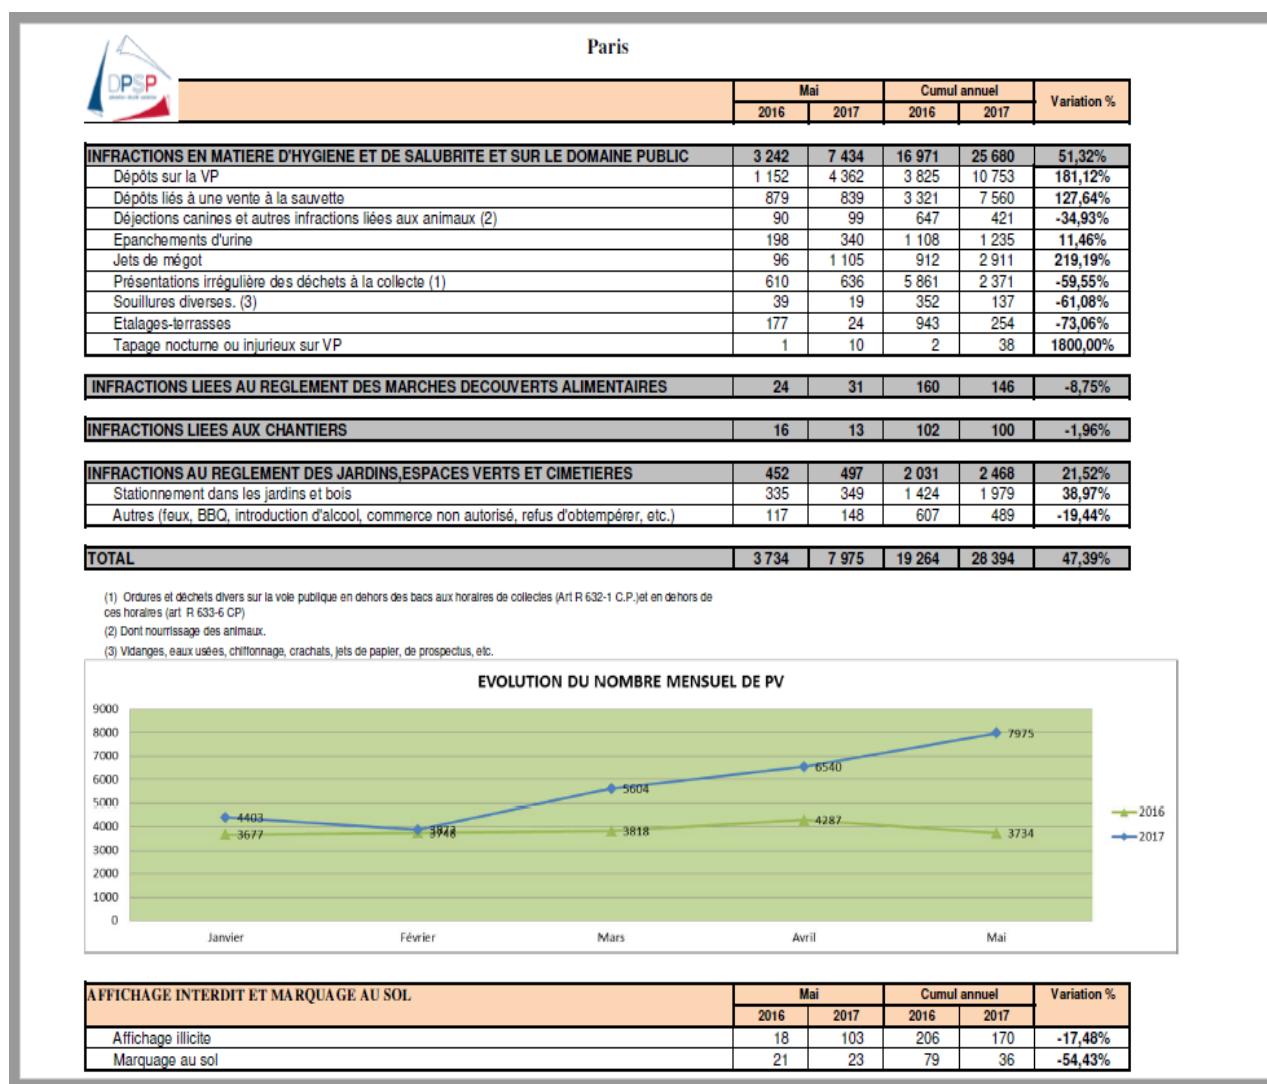 Paris
DPSP
Mai Cumul annuel Variation %
2016 2017 2016 2017
INFRACTIONS EN MATIERE D'HYGIENE ET DE SALUBRITE ET SUR LE DOMAINE PUBLIC 3 242 7 434 16 971 25 680 51,32%
Dépôts sur la VP 1 152 4 362 3 825 10 753 181,12%
Dépôts liés à une vente à la sauvette 879 839 3 321 7 560 127,64%
Déjections canines et autres infractions liées aux animaux (2) 90 99 647 421 -34,93%
Epanchements d'urine 198 340 1 108 1 235 11,46%
Jets de mégot 96 1 105 912 2 911 219,19%
Présentations irrégulière des déchets à la collecte (1) 610 636 5 861 2 371 -59,55%
Souillures diverses. (3) 39 19 352 137 -61,08%
Etalages-terrasses 177 24 943 254 -73,06%
Tapage nocturne ou injurieux sur VP 1 10 2 38 1800,00%
INFRACTIONS LIEES AU REGLEMENT DES MARCHES DECOUVERTS ALIMENTAIRES 24 31 160 146 -8,75%
INFRACTIONS LIEES AUX CHANTIERS 16 13 102 100 -1,96%
INFRACTIONS AU REGLEMENT DES JARDINS,ESPACES VERTS ET CIMETIERES 452 497 2 031 2 468 21,52%
Stationnement dans les jardins et bois 335 349 1 424 1 979 38,97%
Autres (feux, BBQ, introduction d'alcool, commerce non autorisé, refus d'obtempérer, etc.) 117 148 607 489 -19,44%
TOTAL 3 734 7 975 19 264 28 394 47,39%
(1) Ordures et déchets divers sur la voie publique en dehors des bacs aux horaires de collectes (Art R 632-1 C.P.)et en dehors de
ces horaires (art R 633-6 CP)
(2) Dont nourrissage des animaux.
(3) Vidanges, eaux usées, chiffonnage, crachats, jets de papier, de prospectus, etc.
EVOLUTION DU NOMBRE MENSUEL DE PV
9000
8000
7975
7000
6540
6000
5604
5000
4403
4287
4000
3677 3746 3818 3734
3000
2000
1000
0
2016
2017
Janvier Février Mars Avril Mai
AFFICHAGE INTERDIT ET MARQUAGE AU SOL Mai Cumul annuel Variation %
2016 2017 2016 2017
Affichage illicite 18 103 206 170 -17,48%
Marquage au sol 21 23 79 36 -54,43%